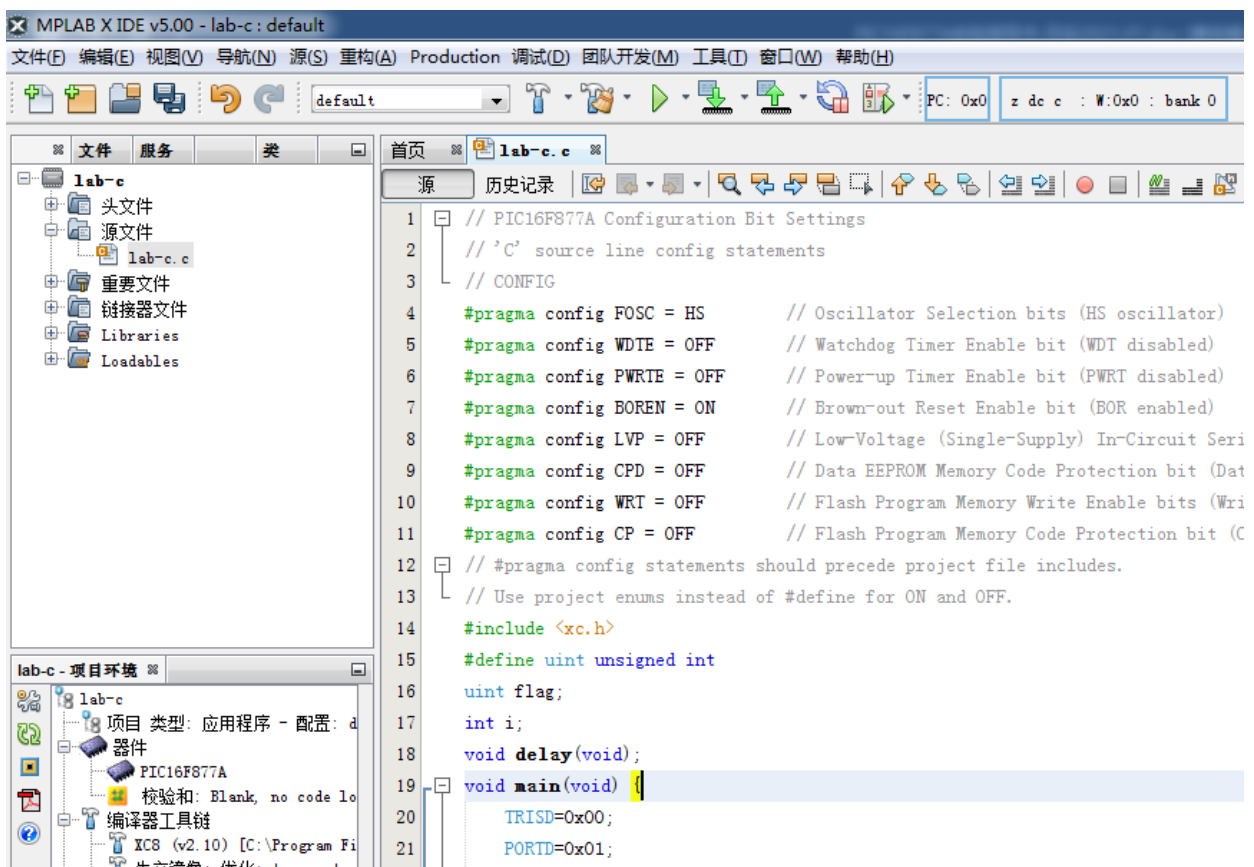 MPLAB X IDE v5.00 - lab-c : default
文件(F) 编辑(E) 视图(V) 导航(N) 源(S) 重构(A) Production 调试(D) 团队开发(M) 工具(T) 窗口(W) 帮助(H)
default
PC: 0x0
z dc c : W:0x0 : bank 0
文件 服务 类
lab-c
头文件
源文件
lab-c.c
重要文件
链接器文件
Libraries
Loadables
首页 lab-c.c
源 历史记录
1 // PIC16F877A Configuration Bit Settings
2 // 'C' source line config statements
3 // CONFIG
4 #pragma config FOSC = HS // Oscillator Selection bits (HS oscillator)
5 #pragma config WDTE = OFF // Watchdog Timer Enable bit (WDT disabled)
6 #pragma config PWRTE = OFF // Power-up Timer Enable bit (PWRT disabled)
7 #pragma config BOREN = ON // Brown-out Reset Enable bit (BOR enabled)
8 #pragma config LVP = OFF // Low-Voltage (Single-Supply) In-Circuit Seri
9 #pragma config CPD = OFF // Data EEPROM Memory Code Protection bit (Dat
10 #pragma config WRT = OFF // Flash Program Memory Write Enable bits (Wri
11 #pragma config CP = OFF // Flash Program Memory Code Protection bit (C
12 // #pragma config statements should precede project file includes.
13 // Use project enums instead of #define for ON and OFF.
14 #include <xc.h>
15 #define uint unsigned int
16 uint flag;
17 int i;
18 void delay(void);
19 void main(void) {
20 TRISD=0x00;
21 PORTD=0x01;
lab-c - 项目环境
lab-c
项目 类型: 应用程序 - 配置: d
器件
PIC16F877A
校验和: Blank, no code lo
编译器工具链
XC8 (v2.10) [C:\Program Fi